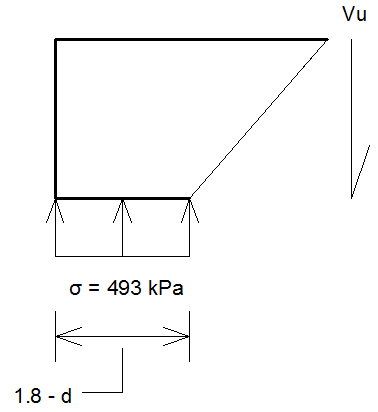 Vu
σ = 493 kPa
1.8 - d